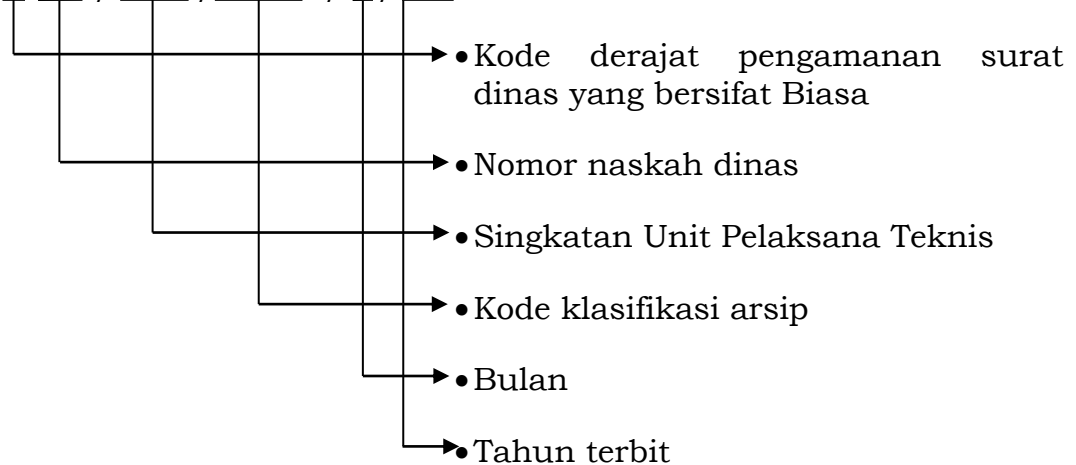 • Kode derajat pengamanan surat
dinas yang bersifat Biasa
• Nomor naskah dinas
• Singkatan Unit Pelaksana Teknis
• Kode klasifikasi arsip
• Bulan
• Tahun terbit